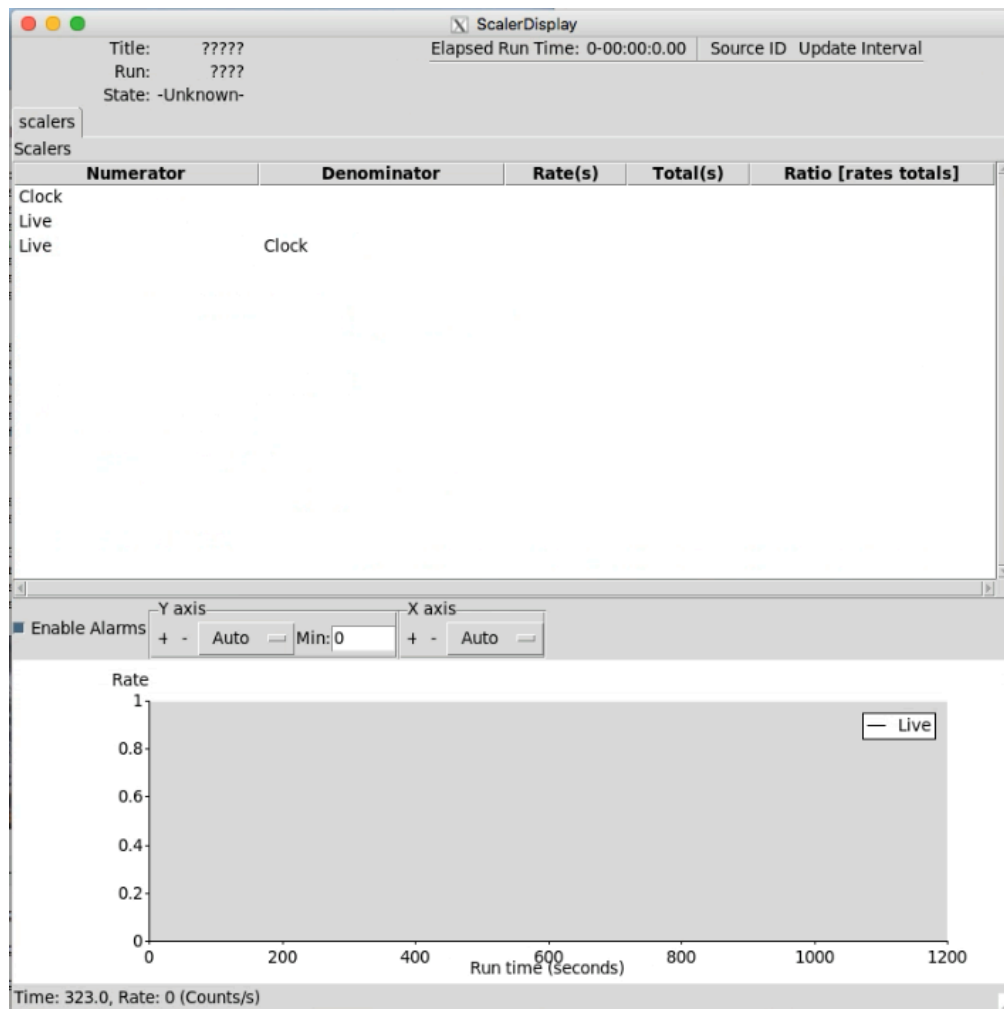 ScalerDisplay
Title: ?????
Elapsed Run Time: 0-00:00:0.00 Source ID Update Interval
Run: ????
State: -Unknown-
scalers
Scalers
Numerator Denominator Rate(s) Total(s) Ratio [rates totals]
Clock
Live
Live Clock
Y axis X axis
Enable Alarms + - Auto Min: 0 + - Auto
Rate
1
Live
0.8
0.6
0.4
0.2
0
0 200 400 600 800 1000 1200
Run time (seconds)
Time: 323.0, Rate: 0 (Counts/s)